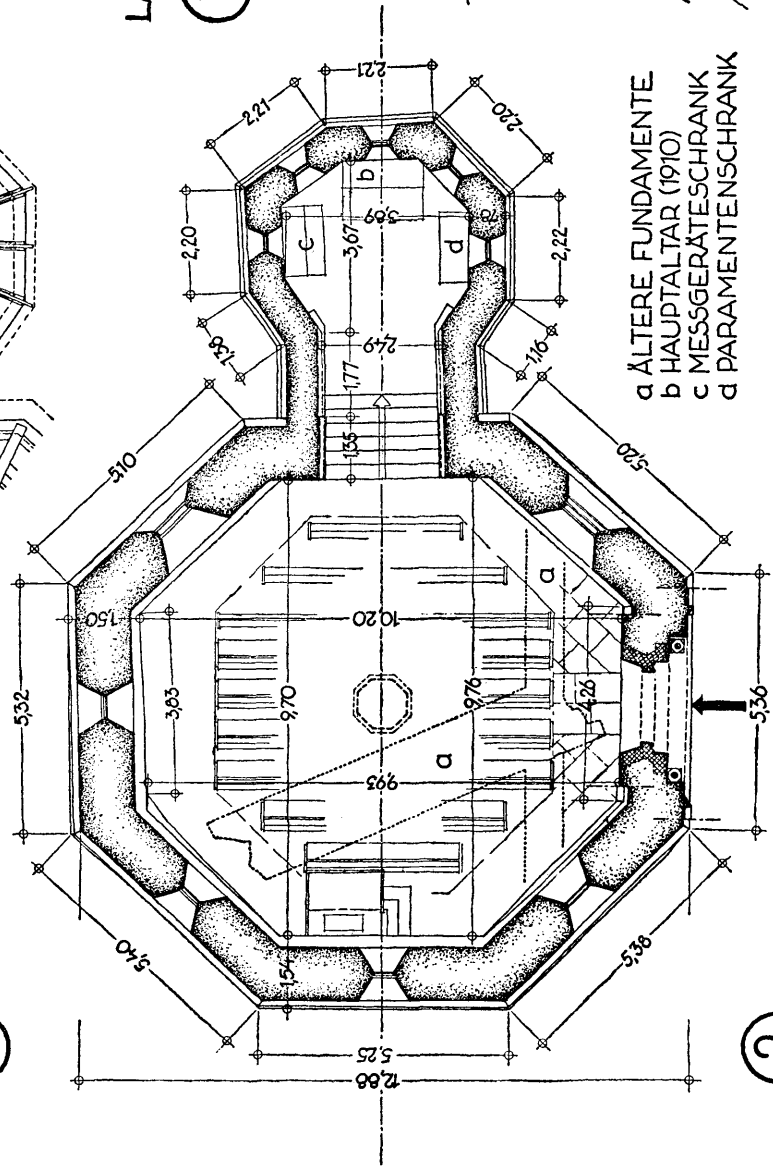 L
2,21
2,21
2,20
2,20
2,22
b
c
d
3,89
78
3,67
1,38
1,16
2,49
1,77
1,35
5,10
5,20
5,32
1,50
10,20
3,83
9,70
9,76
4,26
9,93
a
a
5,36
5,40
1,54
5,38
5,25
12,88
a ÄLTERE FUNDAMENTE
b HAUPTALTAR (1910)
c MESSGERÄTESCHRANK
d PARAMENTENSCHRANK